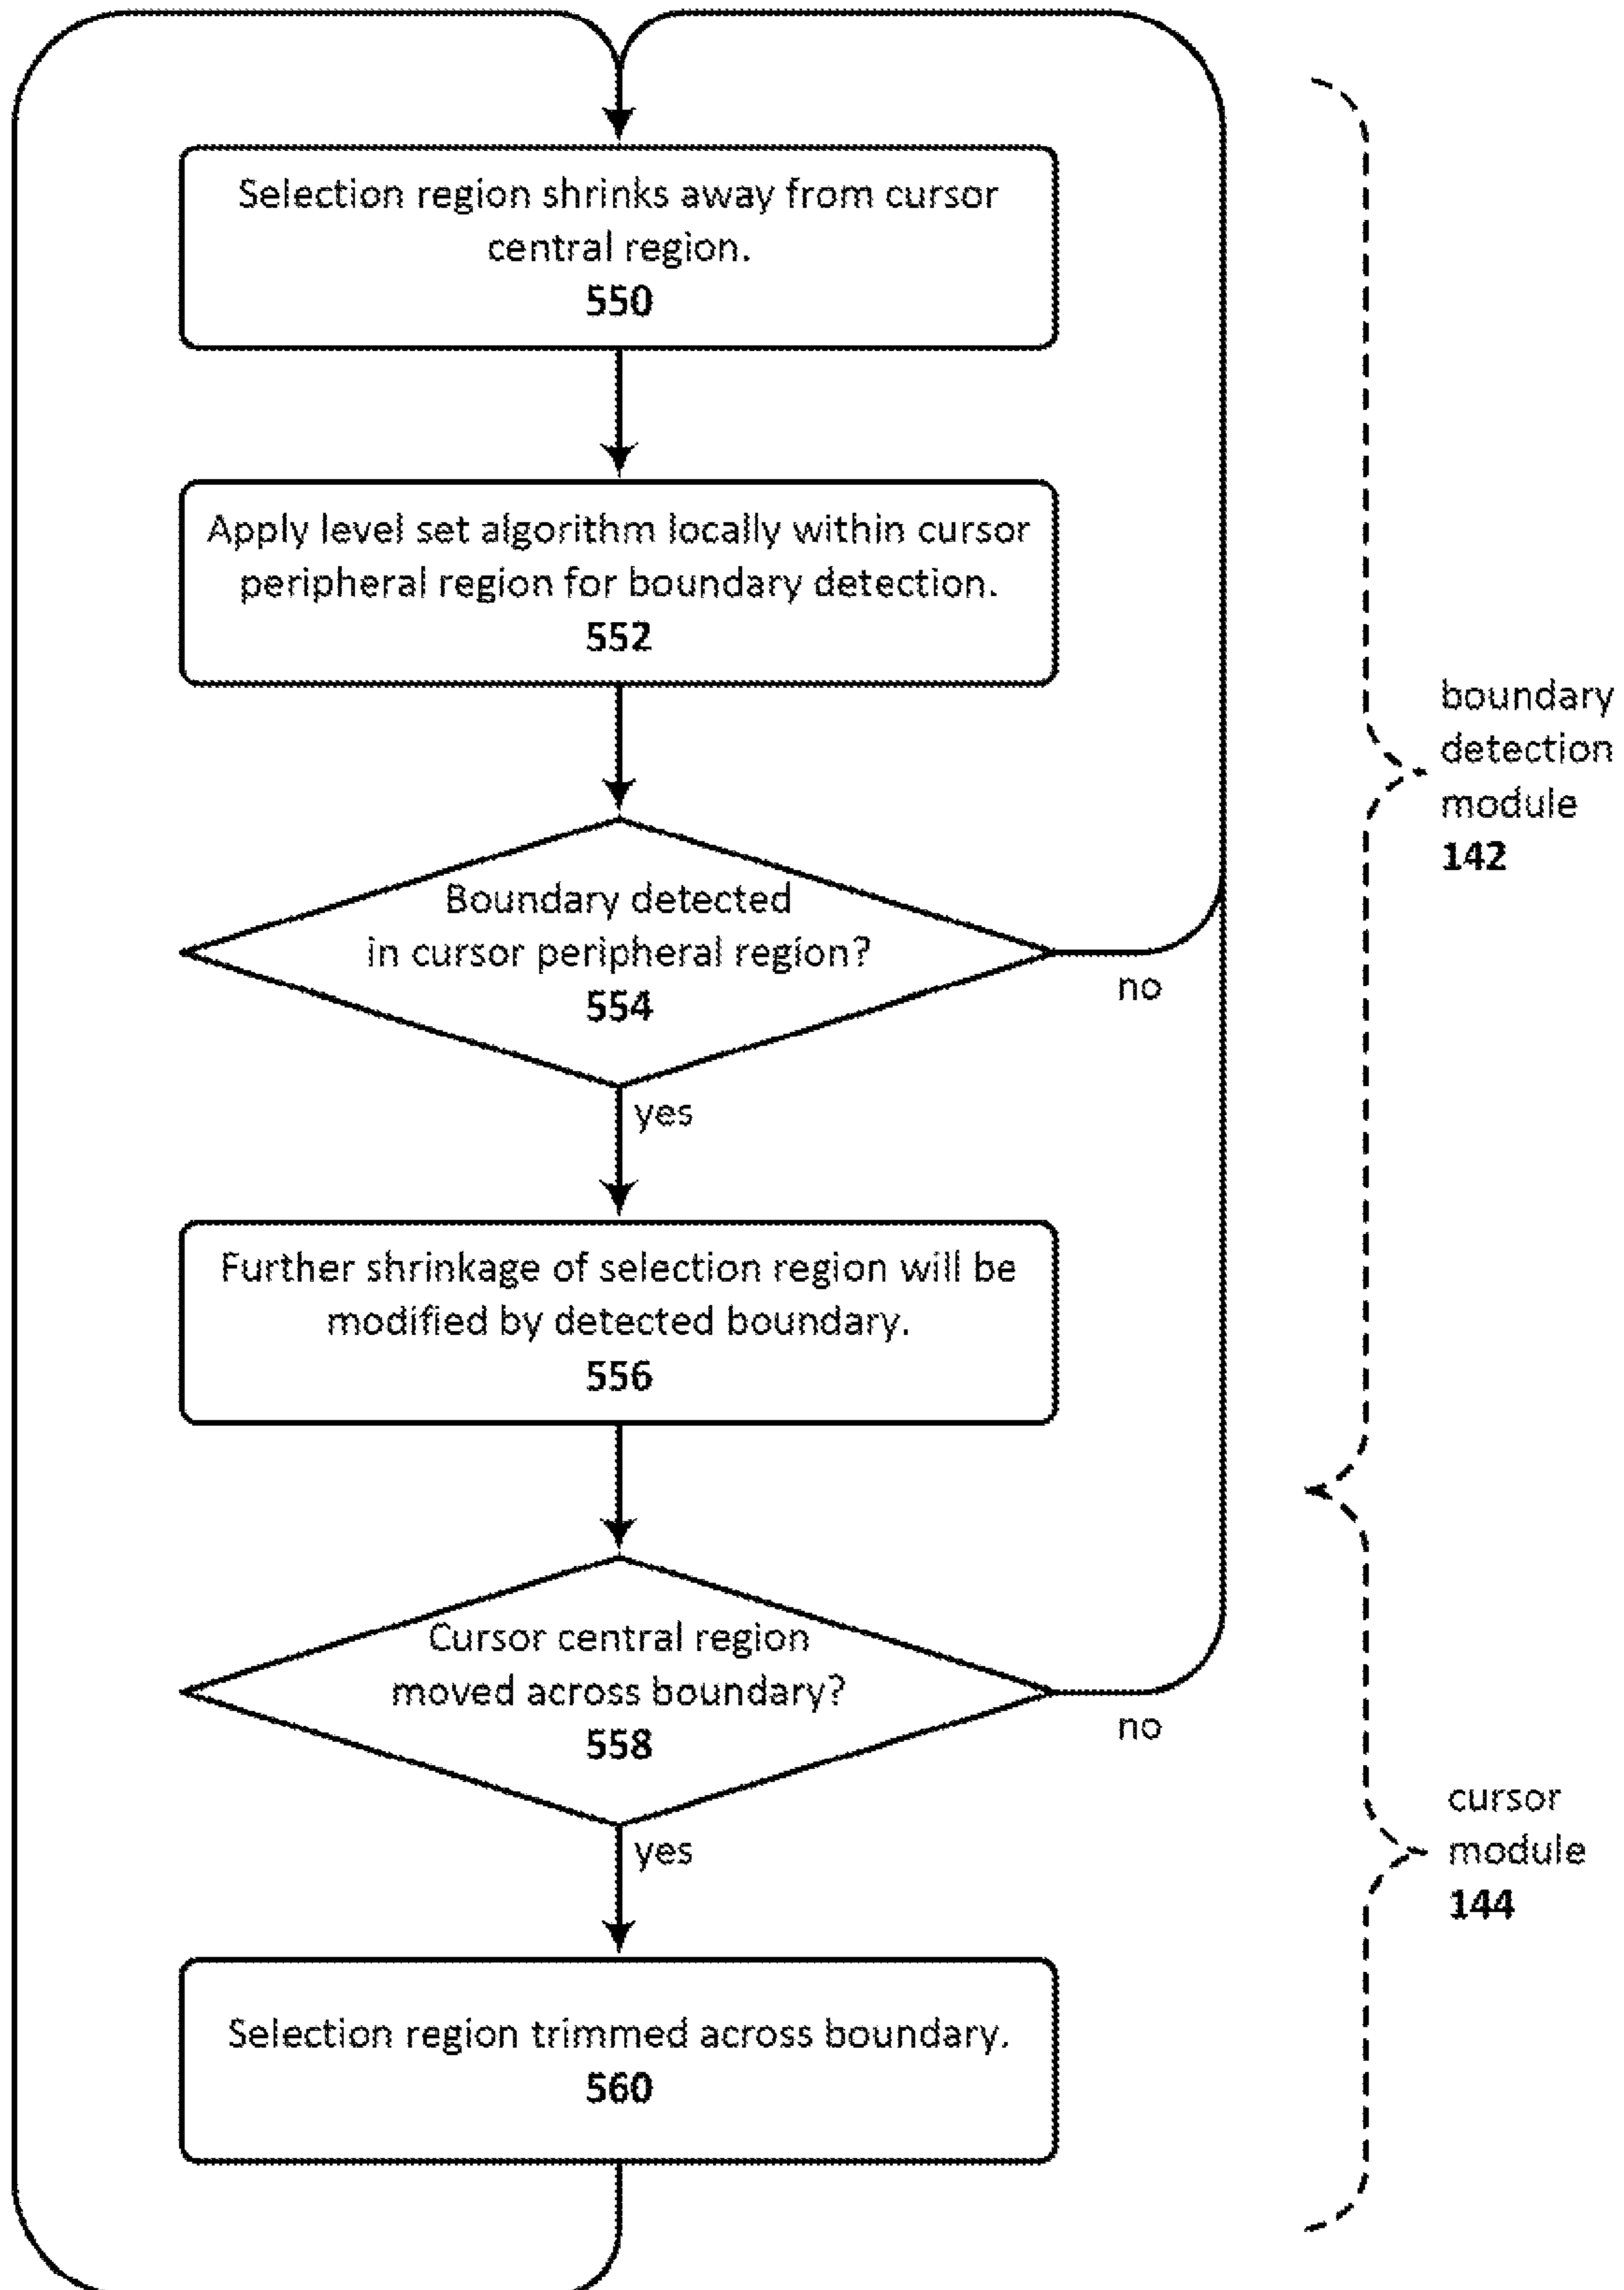 Selection region shrinks away from cursor
central region.
550
Apply level set algorithm locally within cursor
peripheral region for boundary detection.
552
Boundary detected
in cursor peripheral region?
554
no
yes
Further shrinkage of selection region will be
modified by detected boundary.
556
Cursor central region
moved across boundary?
558
no
yes
Selection region trimmed across boundary.
560
boundary
detection
module
142
cursor
module
144